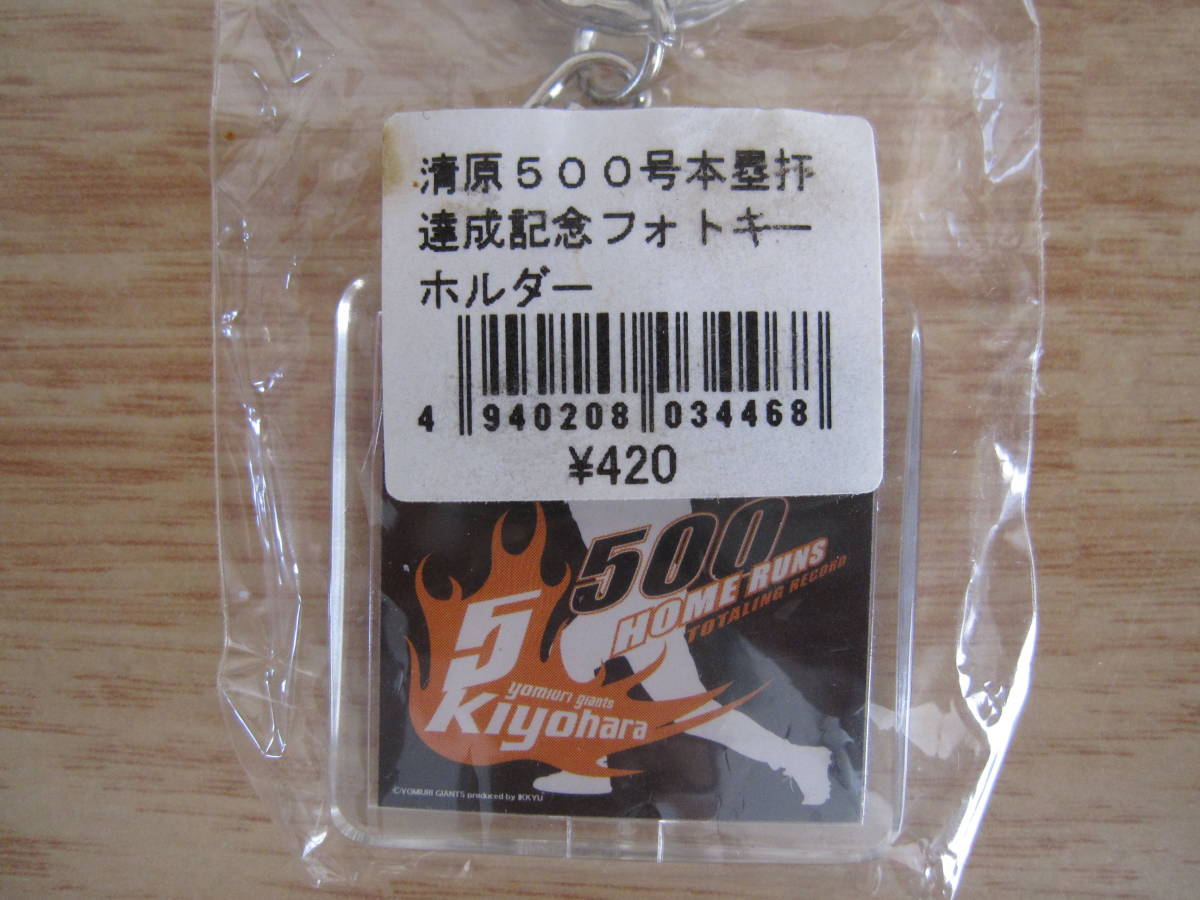 清原５００号本塁打
達成記念フォトキー
ホルダー
4 940208 034468
¥420
500
HOME RUNS
TOTALING RECORD
5
yomiuri giants
Kiyohara
©YOMIURI GIANTS produced by IKKYU